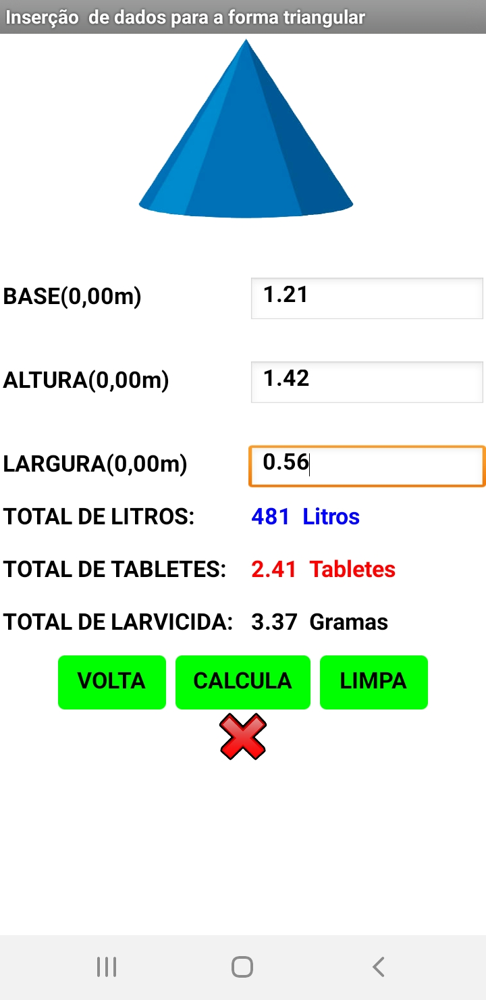 Inserção  de dados para a forma triangular
BASE(0,00m) 1.21
ALTURA(0,00m) 1.42
LARGURA(0,00m) 0.56
TOTAL DE LITROS: 481  Litros
TOTAL DE TABLETES: 2.41  Tabletes
TOTAL DE LARVICIDA: 3.37  Gramas
VOLTA CALCULA LIMPA